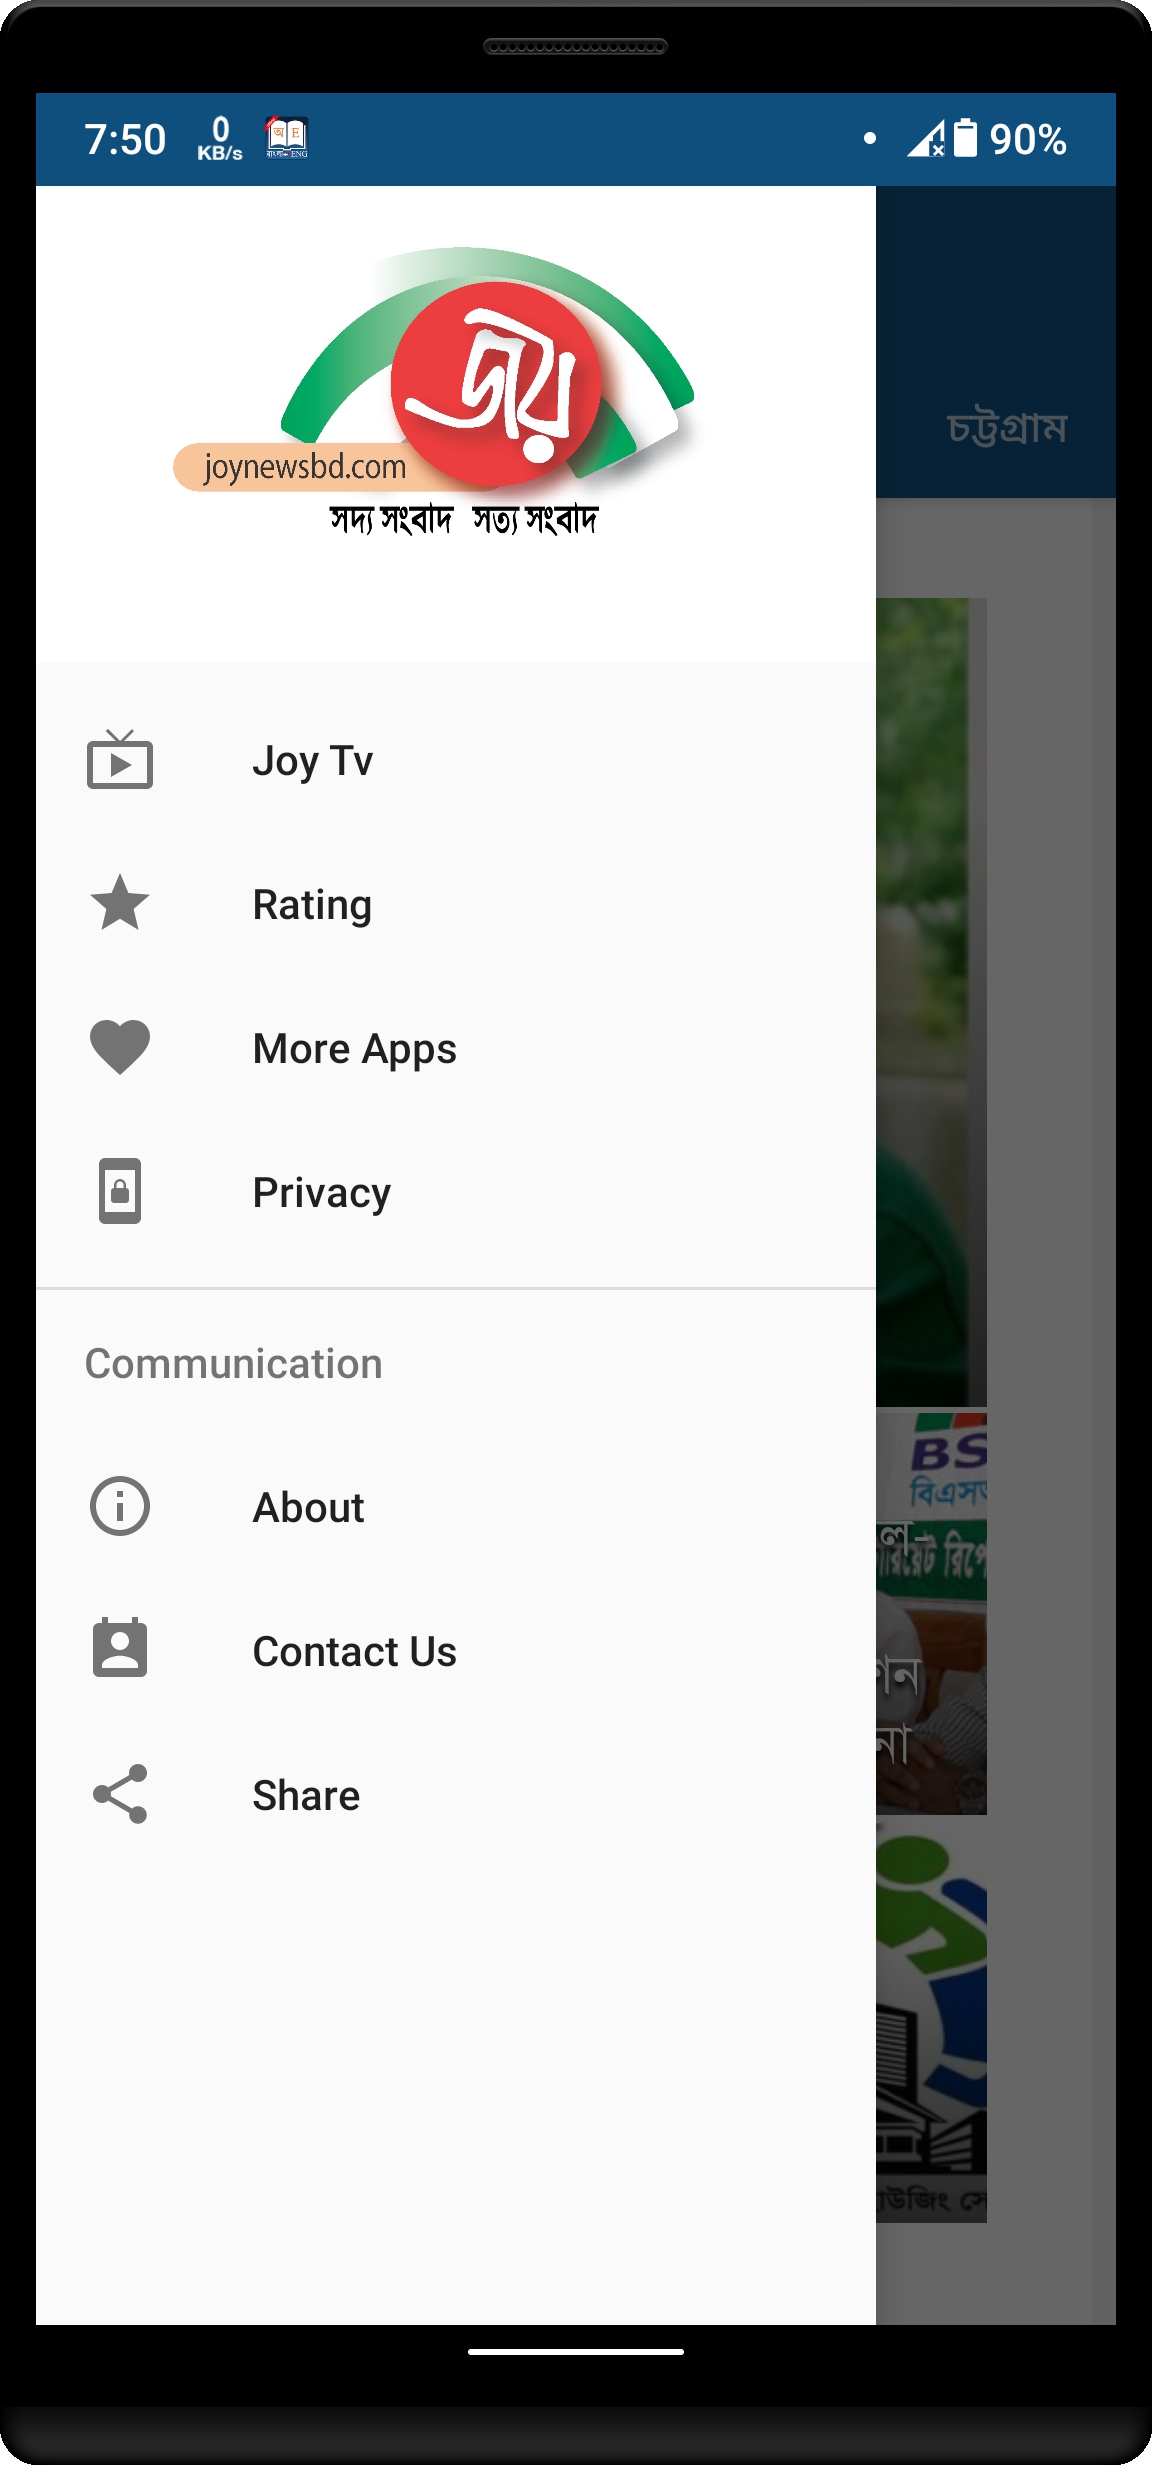 7:50
0
KB/s
90%
জয়
joynewsbd.com
সদ্য সংবাদ সত্য সংবাদ
চট্টগ্রাম
Joy Tv
Rating
More Apps
Privacy
Communication
About
Contact Us
Share
BS